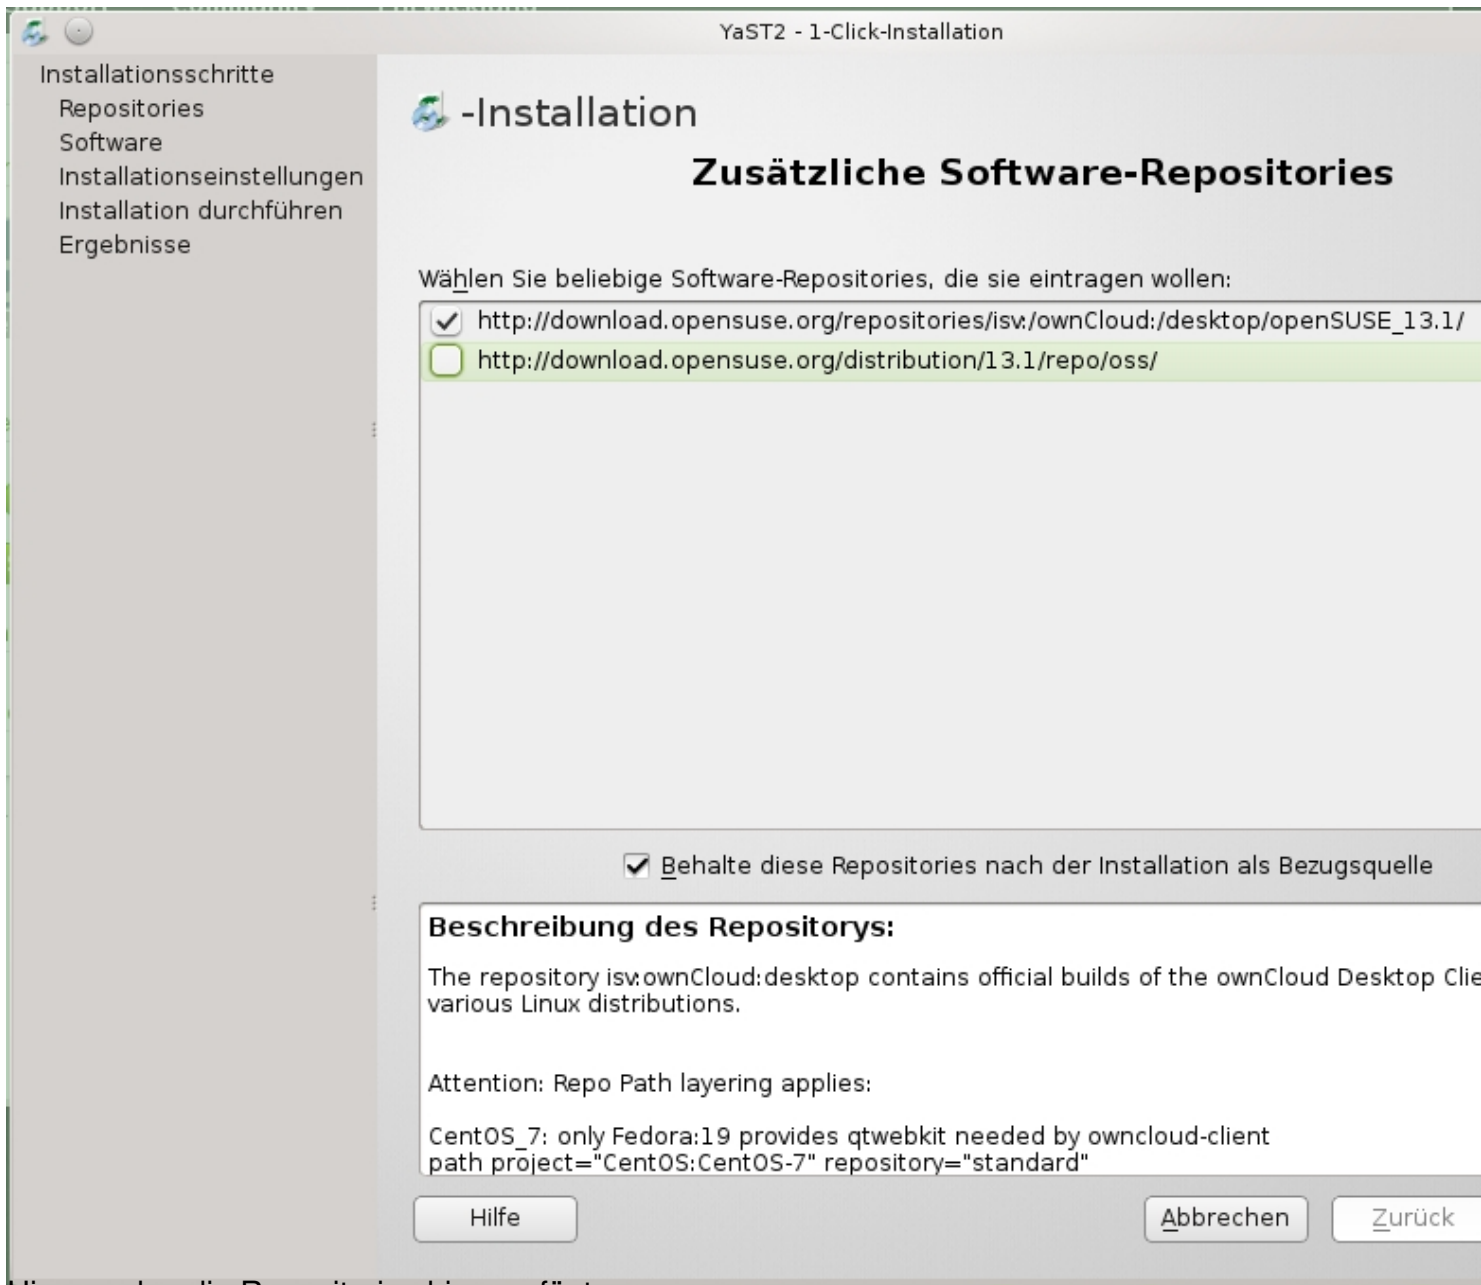 YaST2 - 1-Click-Installation
Installationsschritte
Repositories
Software
Installationseinstellungen
Installation durchführen
Ergebnisse
-Installation
Zusätzliche Software-Repositories
Wählen Sie beliebige Software-Repositories, die sie eintragen wollen:
http://download.opensuse.org/repositories/isv:/ownCloud:/desktop/openSUSE_13.1/
http://download.opensuse.org/distribution/13.1/repo/oss/
Behalte diese Repositories nach der Installation als Bezugsquelle
Beschreibung des Repositorys:
The repository isv:ownCloud:desktop contains official builds of the ownCloud Desktop Clie
various Linux distributions.
Attention: Repo Path layering applies:
CentOS_7: only Fedora:19 provides qtwebkit needed by owncloud-client
path project="CentOS:CentOS-7" repository="standard"
Hilfe
Abbrechen
Zurück